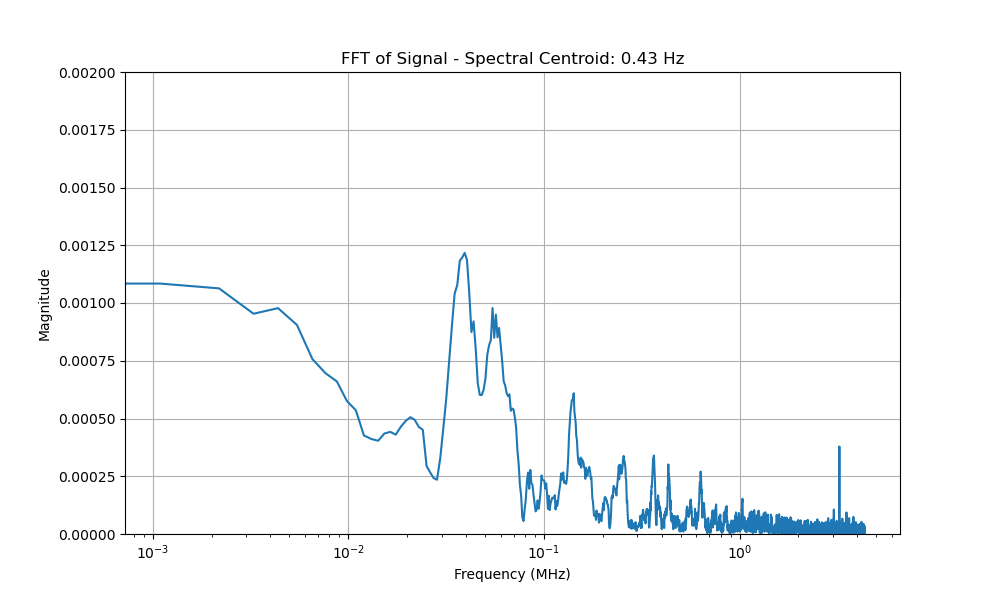 FFT of Signal - Spectral Centroid: 0.43 Hz
0.00200
0.00175
0.00150
0.00125
0.00100
0.00075
0.00050
0.00025
0.00000
Magnitude
10⁻³ 10⁻² 10⁻¹ 10⁰
Frequency (MHz)